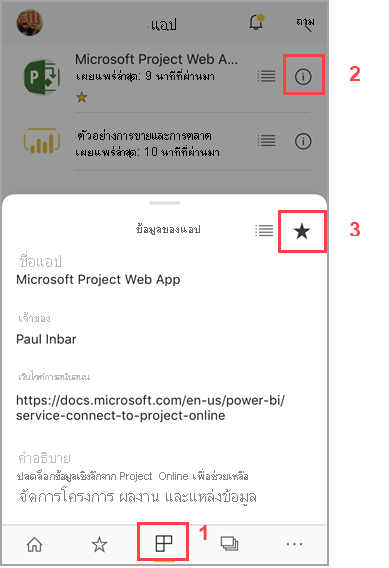 แอป
ถาม
Microsoft Project Web A...
เผยแพร่ล่าสุด: 9 นาทีที่ผ่านมา
2
ตัวอย่างการขายและการตลาด
เผยแพร่ล่าสุด: 10 นาทีที่ผ่านมา
ข้อมูลของแอป
3
ชื่อแอป
Microsoft Project Web App
เจ้าของ
Paul Inbar
เว็บไซต์การสนับสนุน
https://docs.microsoft.com/en-us/power-bi/
service-connect-to-project-online
คำอธิบาย
ปลดล็อกข้อมูลเชิงลึกจาก Project Online เพื่อช่วยเหลือ
จัดการโครงการ ผลงาน และแหล่งข้อมูล
1